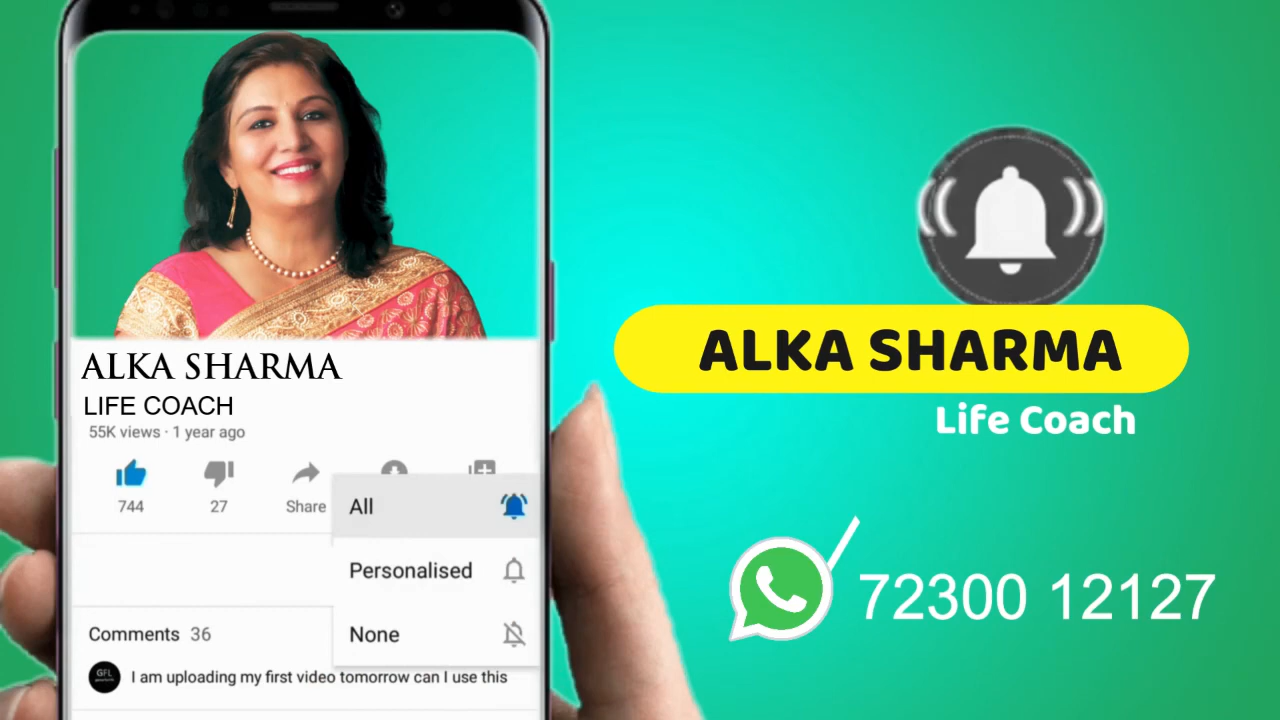 ALKA SHARMA
LIFE COACH
55K views · 1 year ago
744
27
Share
All
Personalised
None
Comments 36
GFL
I am uploading my first video tomorrow can I use this
ALKA SHARMA
Life Coach
72300 12127